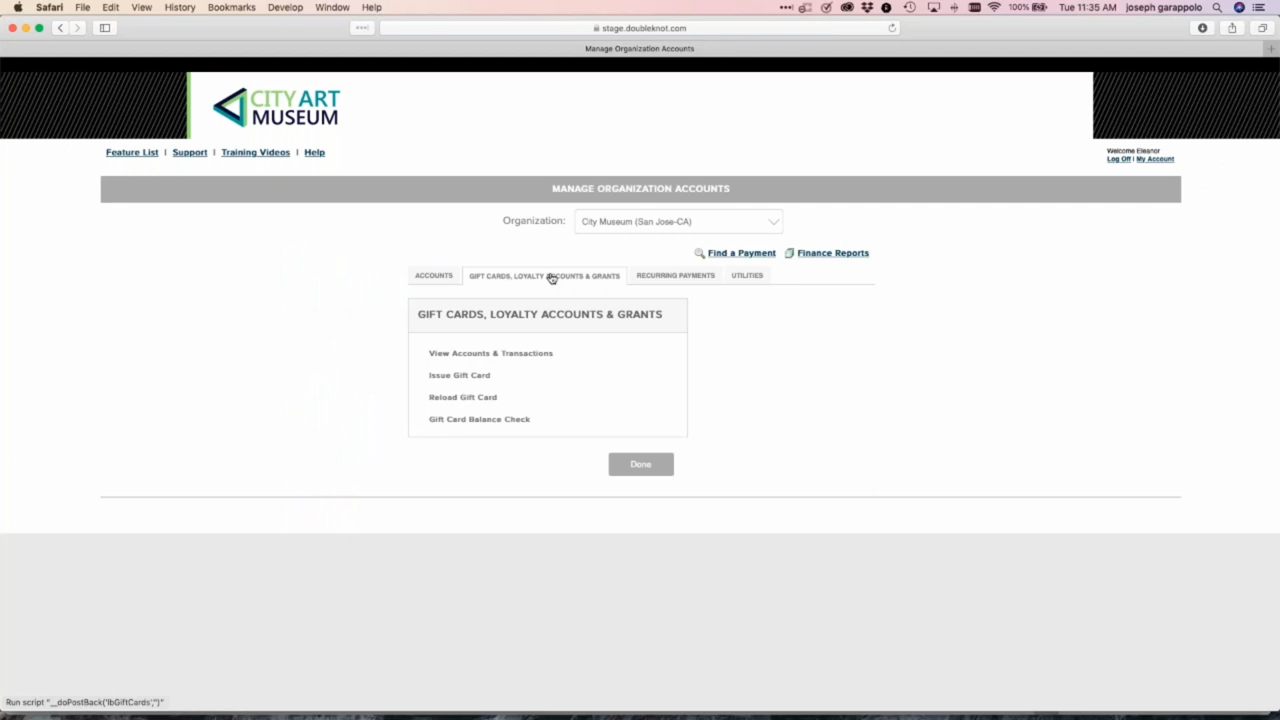 Safari File Edit View History Bookmarks Develop Window Help 100% Tue 11:35 AM joseph garappolo
stage.doubleknot.com
Manage Organization Accounts
CITY ART
MUSEUM
Feature List | Support | Training Videos | Help
Welcome Eleanor
Log Off | My Account
MANAGE ORGANIZATION ACCOUNTS
Organization: City Museum (San Jose-CA)
Find a Payment Finance Reports
ACCOUNTS GIFT CARDS, LOYALTY ACCOUNTS & GRANTS RECURRING PAYMENTS UTILITIES
GIFT CARDS, LOYALTY ACCOUNTS & GRANTS
View Accounts & Transactions
Issue Gift Card
Reload Gift Card
Gift Card Balance Check
Done
Run script "__doPostBack('lbGiftCards','')"